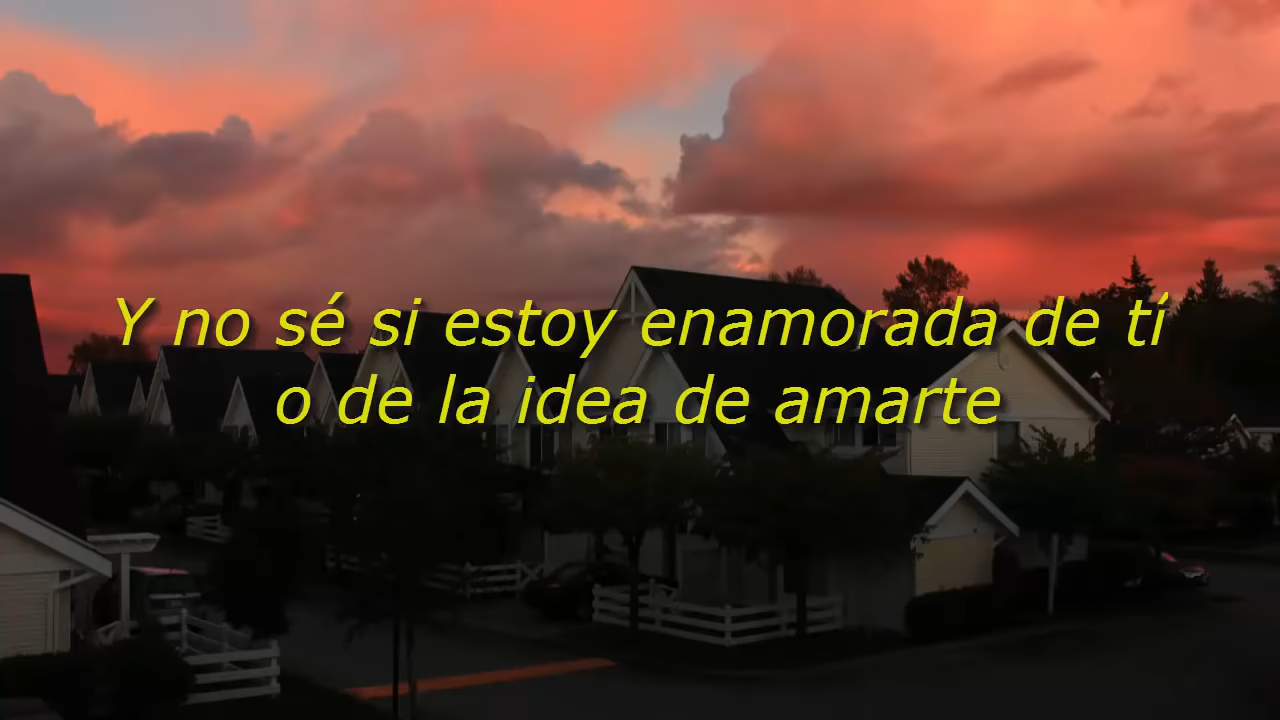 Y no sé si estoy enamorada de tí
o de la idea de amarte